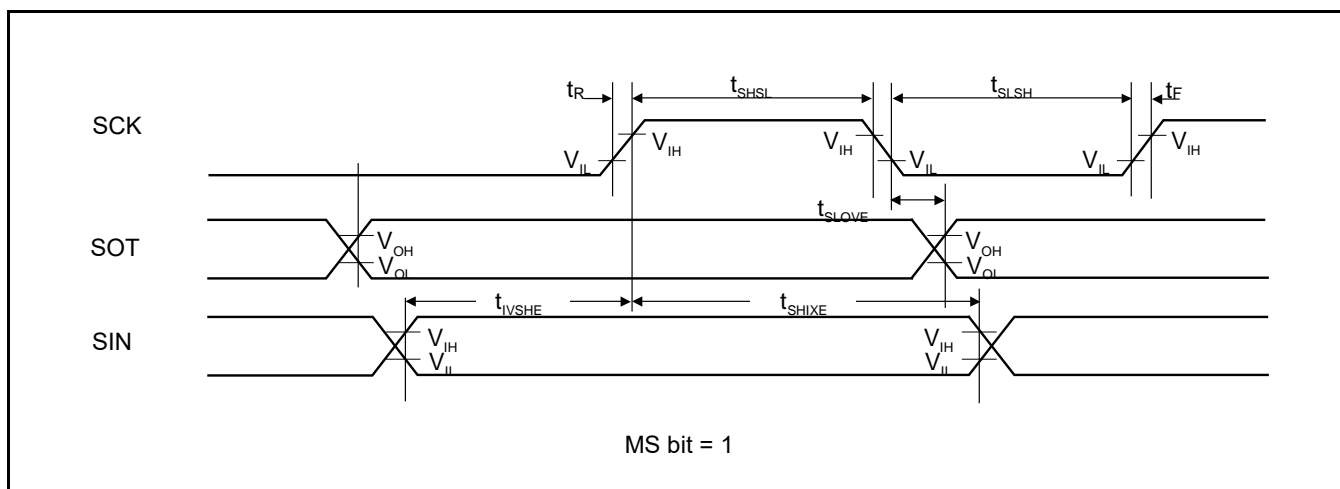 tR tSHSL tSLSH tF
SCK
VIH VIH VIH
VIL VIL VIL
tSLOVE
SOT
VOH VOH
VOL VOL
tIVSHE tSHIXE
SIN
VIH VIH
VIL VIL
MS bit = 1